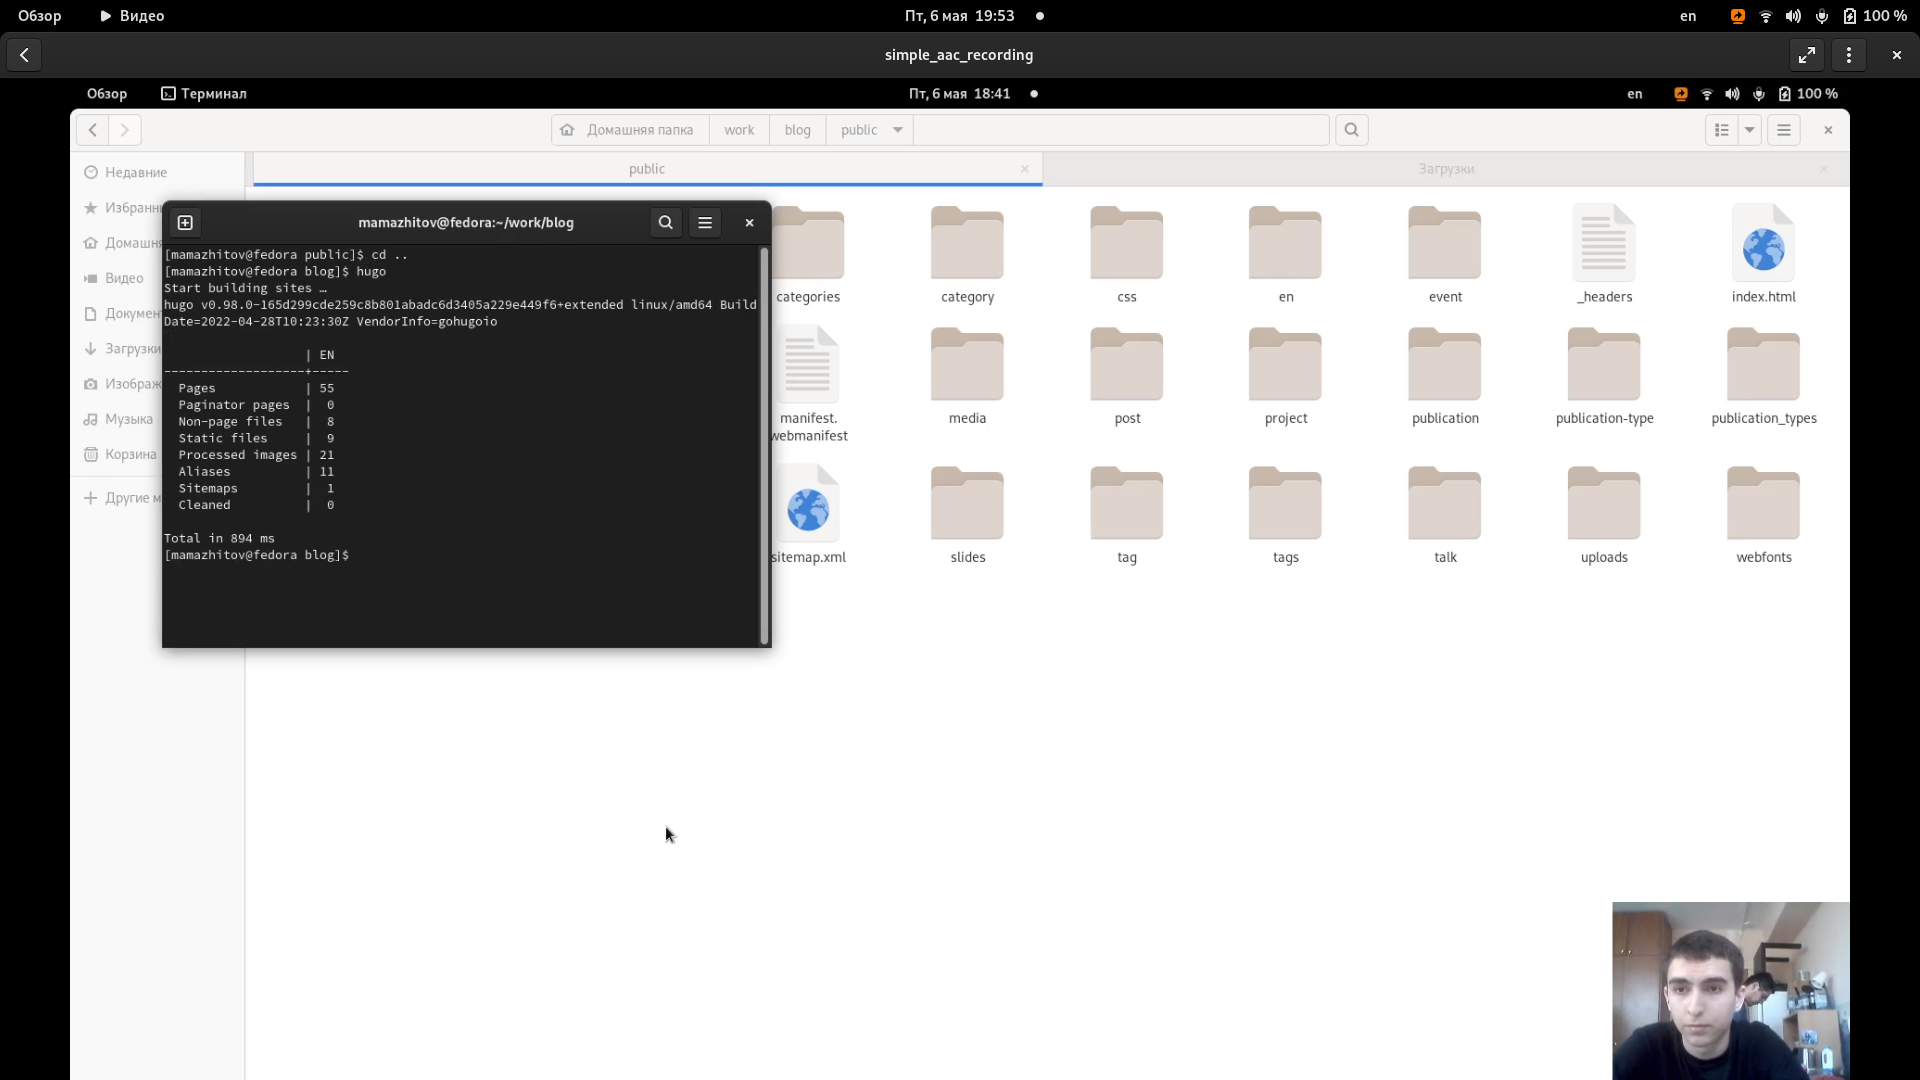 Обзор Видео Пт, 6 мая 19:53 en 100 %
simple_aac_recording
Обзор Терминал Пт, 6 мая 18:41 en 100 %
Домашняя папка work blog public
public Загрузки
Недавние
Избранн
Домашн
Видео
Докумен
Загрузки
Изображ
Музыка
Корзина
Другие м
mamazhitov@fedora:~/work/blog
[mamazhitov@fedora public]$ cd ..
[mamazhitov@fedora blog]$ hugo
Start building sites …
hugo v0.98.0-165d299cde259c8b801abadc6d3405a229e449f6+extended linux/amd64 Build
Date=2022-04-28T10:23:30Z VendorInfo=gohugoio
| EN
-------------------+-----
Pages | 55
Paginator pages | 0
Non-page files | 8
Static files | 9
Processed images | 21
Aliases | 11
Sitemaps | 1
Cleaned | 0
Total in 894 ms
[mamazhitov@fedora blog]$
categories category css en event _headers index.html
manifest.
webmanifest media post project publication publication-type publication_types
sitemap.xml slides tag tags talk uploads webfonts